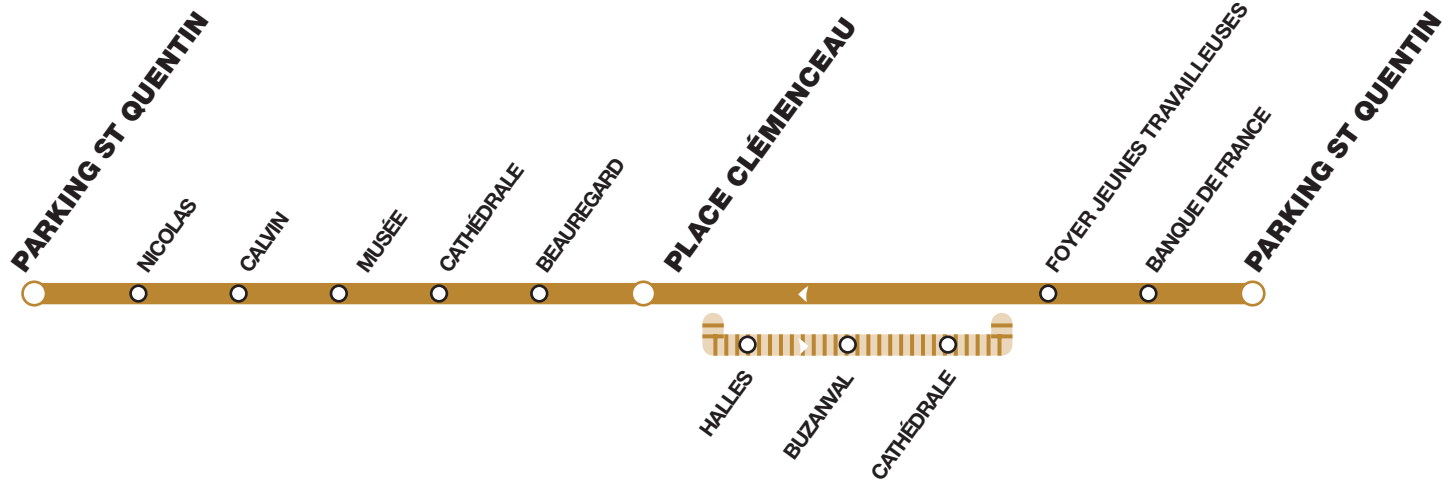 PARKING ST QUENTIN
NICOLAS
CALVIN
MUSÉE
CATHÉDRALE
BEAUREGARD
PLACE CLÉMENCEAU
FOYER JEUNES TRAVAILLEUSES
BANQUE DE FRANCE
PARKING ST QUENTIN
HALLES
BUZANVAL
CATHÉDRALE